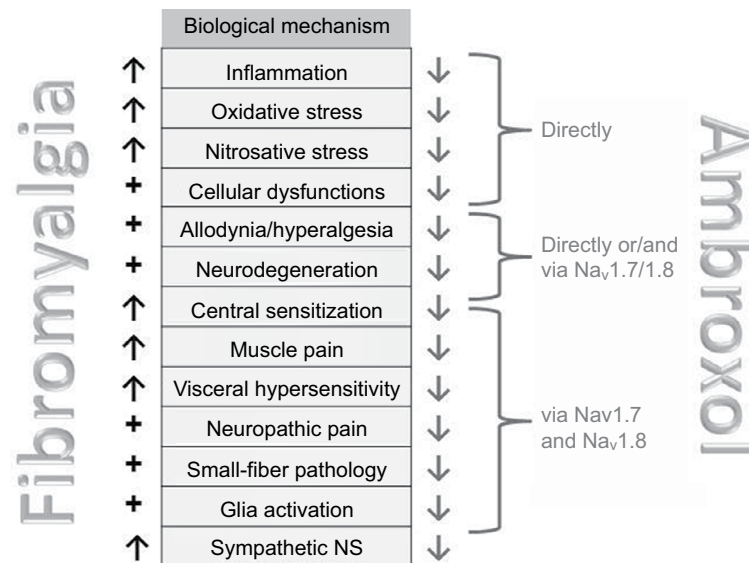 Biological mechanism
Fibromyalgia
↑ Inflammation ↓
↑ Oxidative stress ↓
↑ Nitrosative stress ↓
+ Cellular dysfunctions ↓
+ Allodynia/hyperalgesia ↓
+ Neurodegeneration ↓
↑ Central sensitization ↓
↑ Muscle pain ↓
↑ Visceral hypersensitivity ↓
+ Neuropathic pain ↓
+ Small-fiber pathology ↓
+ Glia activation ↓
↑ Sympathetic NS ↓
Directly
Directly or/and
via Naᵥ1.7/1.8
via Nav1.7
and Naᵥ1.8
Ambroxol